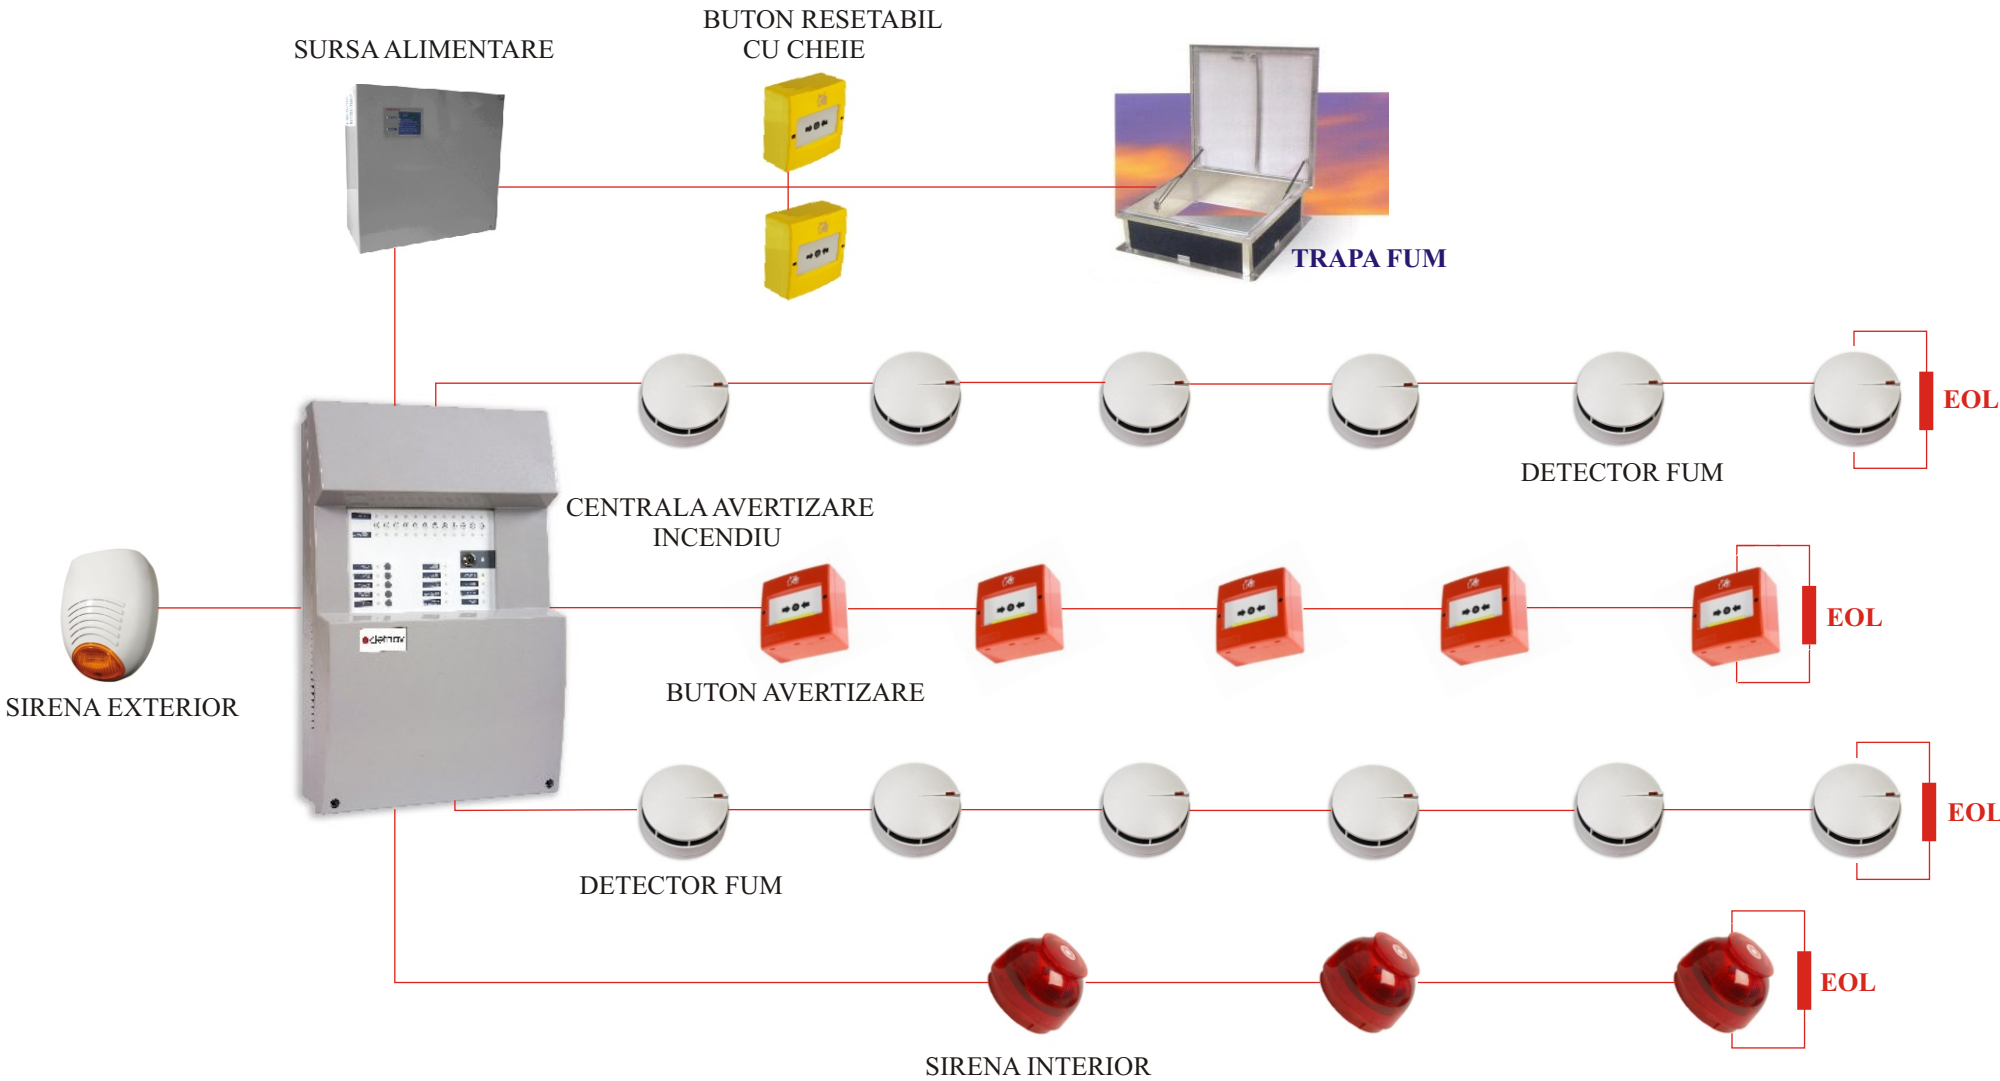 BUTON RESETABIL
CU CHEIE
SURSA ALIMENTARE
TRAPA FUM
EOL
DETECTOR FUM
CENTRALA AVERTIZARE
INCENDIU
EOL
BUTON AVERTIZARE
SIRENA EXTERIOR
EOL
DETECTOR FUM
EOL
SIRENA INTERIOR